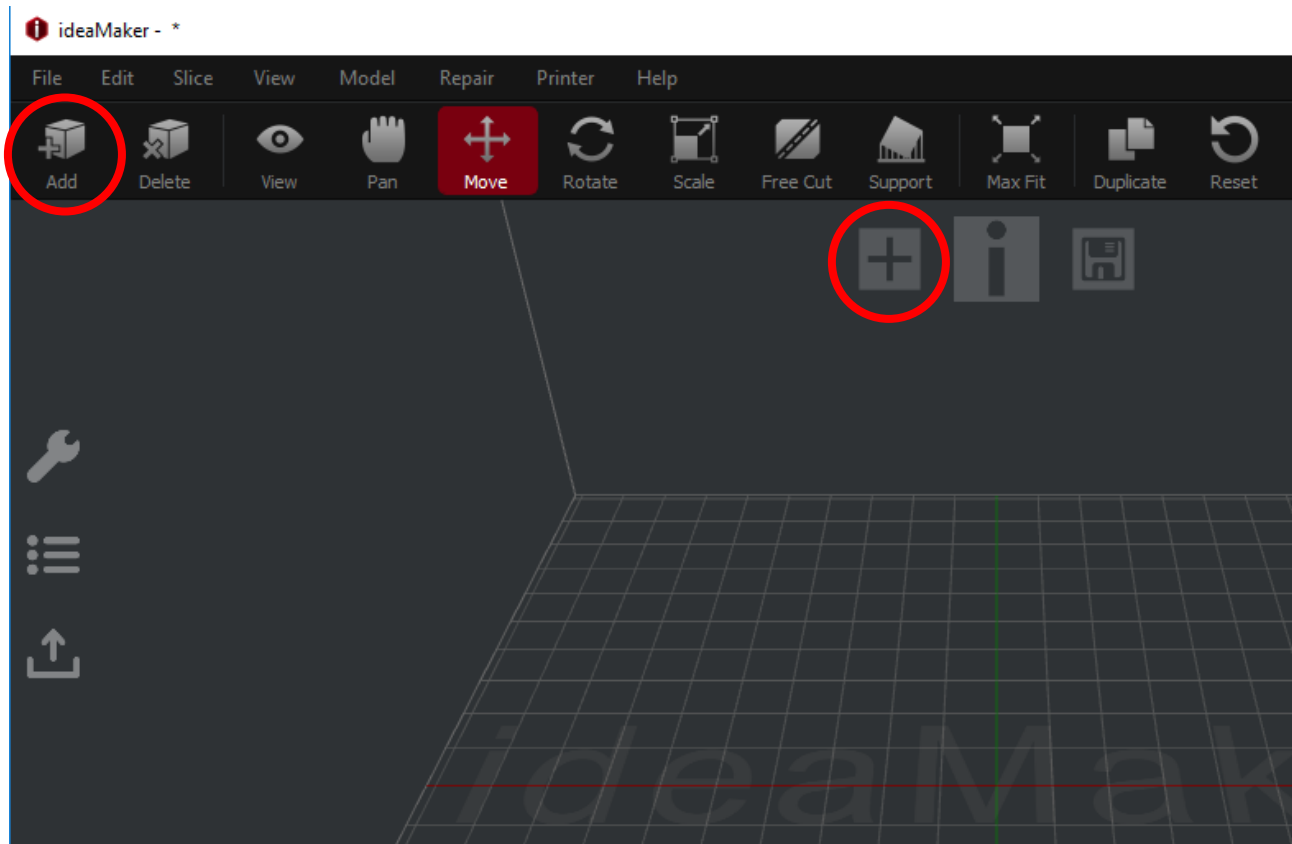 ideaMaker - *
File Edit Slice View Model Repair Printer Help
Add Delete View Pan Move Rotate Scale Free Cut Support Max Fit Duplicate Reset
ideaMak